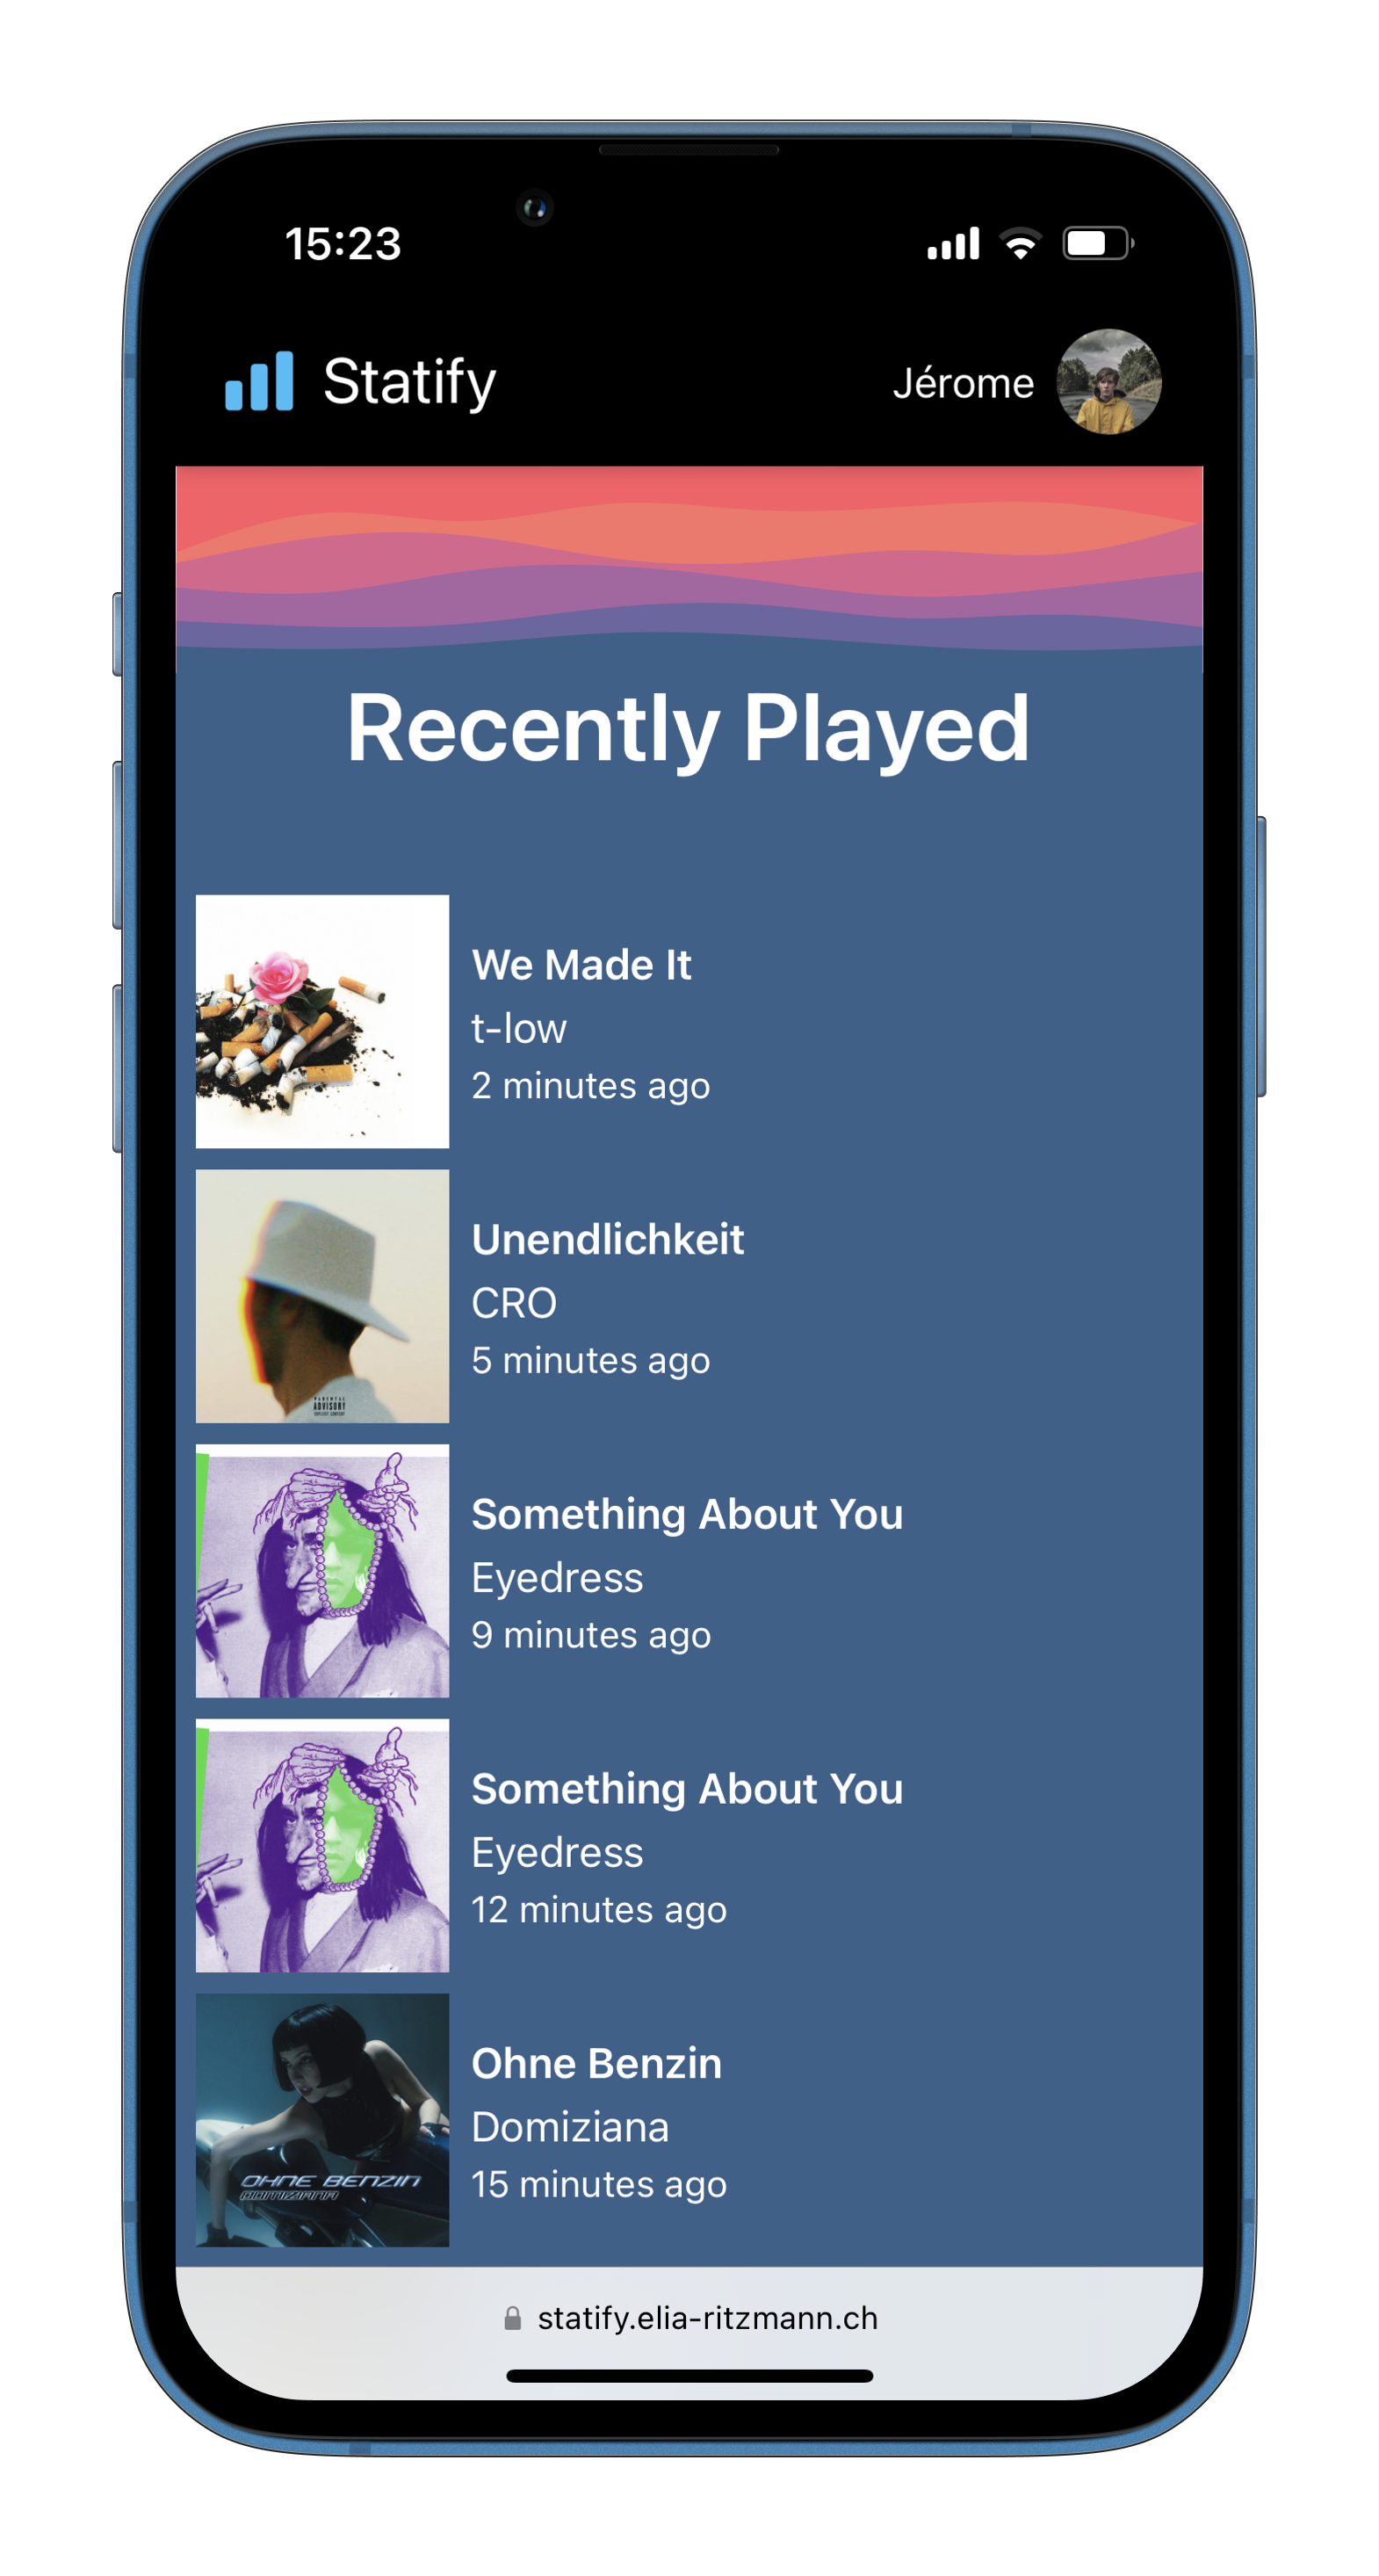 15:23
Statify
Jérome
Recently Played
We Made It
t-low
2 minutes ago
Unendlichkeit
CRO
5 minutes ago
PARENTAL
ADVISORY
EXPLICIT CONTENT
Something About You
Eyedress
9 minutes ago
Something About You
Eyedress
12 minutes ago
Ohne Benzin
Domiziana
15 minutes ago
OHNE BENZIN
DOMIZIANA
statify.elia-ritzmann.ch